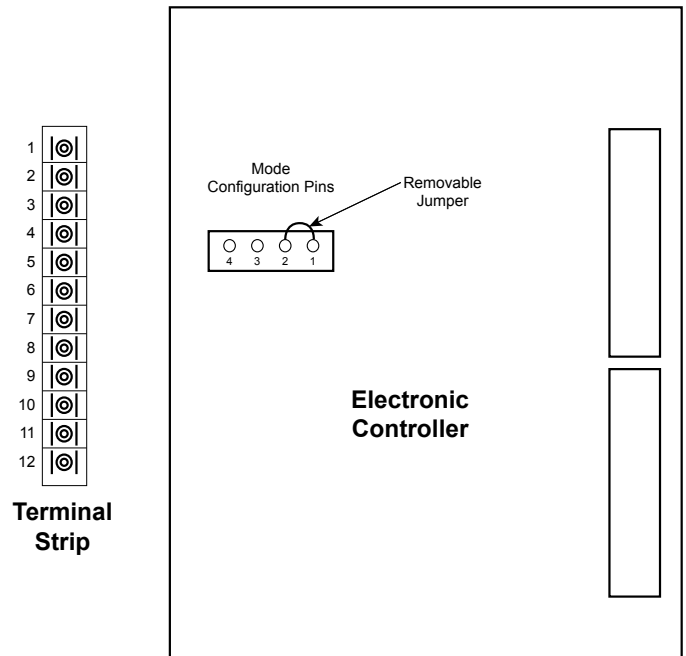 1
2
3
4
5
6
7
8
9
10
11
12
Terminal
Strip
Mode
Configuration Pins
Removable
Jumper
4 3 2 1
Electronic
Controller